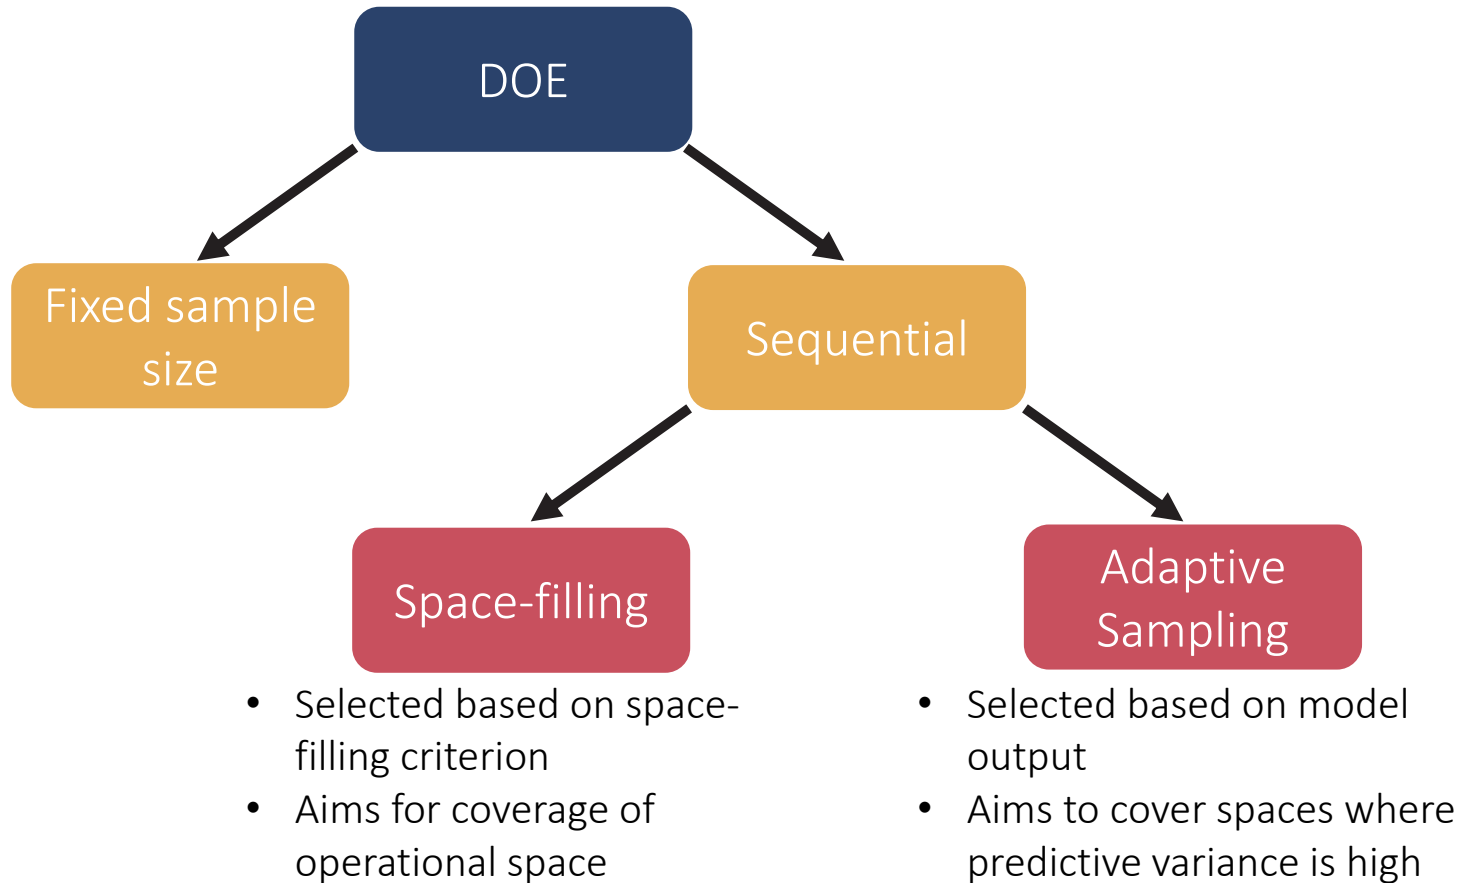 DOE
Fixed sample
size
Sequential
Space-filling
• Selected based on space-
filling criterion
• Aims for coverage of
operational space
Adaptive
Sampling
• Selected based on model
output
• Aims to cover spaces where
predictive variance is high